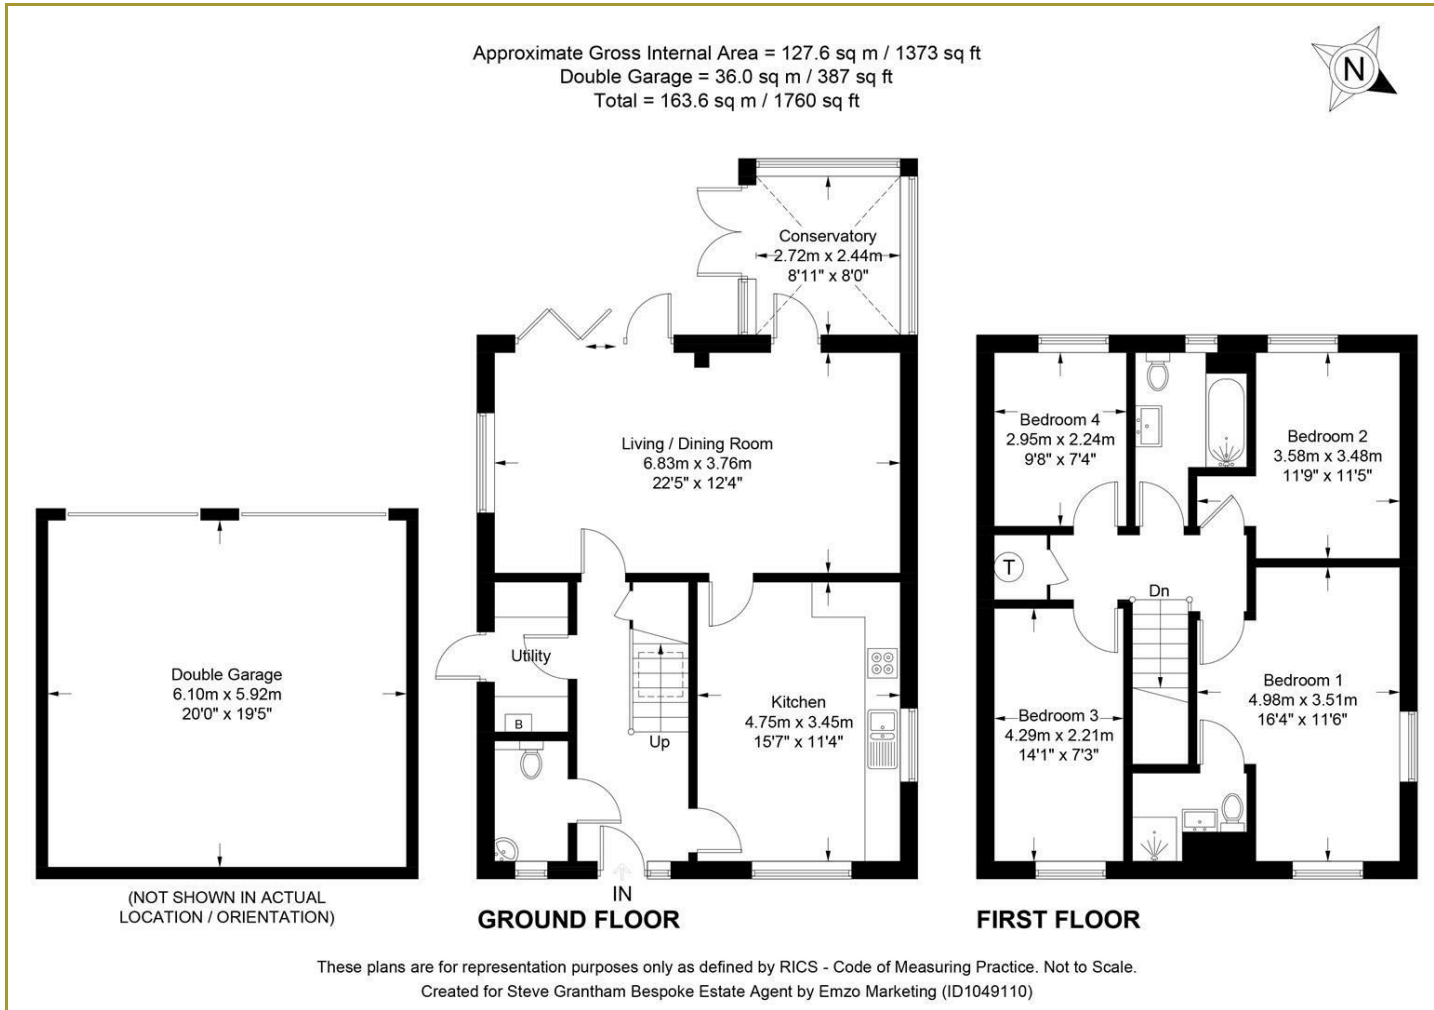 Approximate Gross Internal Area = 127.6 sq m / 1373 sq ft
Double Garage = 36.0 sq m / 387 sq ft
Total = 163.6 sq m / 1760 sq ft
N
Conservatory
2.72m x 2.44m
8'11" x 8'0"
Living / Dining Room
6.83m x 3.76m
22'5" x 12'4"
Utility
B
Up
Kitchen
4.75m x 3.45m
15'7" x 11'4"
IN
GROUND FLOOR
Double Garage
6.10m x 5.92m
20'0" x 19'5"
(NOT SHOWN IN ACTUAL
LOCATION / ORIENTATION)
Bedroom 4
2.95m x 2.24m
9'8" x 7'4"
Bedroom 2
3.58m x 3.48m
11'9" x 11'5"
T
Dn
Bedroom 3
4.29m x 2.21m
14'1" x 7'3"
Bedroom 1
4.98m x 3.51m
16'4" x 11'6"
FIRST FLOOR
These plans are for representation purposes only as defined by RICS - Code of Measuring Practice. Not to Scale.
Created for Steve Grantham Bespoke Estate Agent by Emzo Marketing (ID1049110)